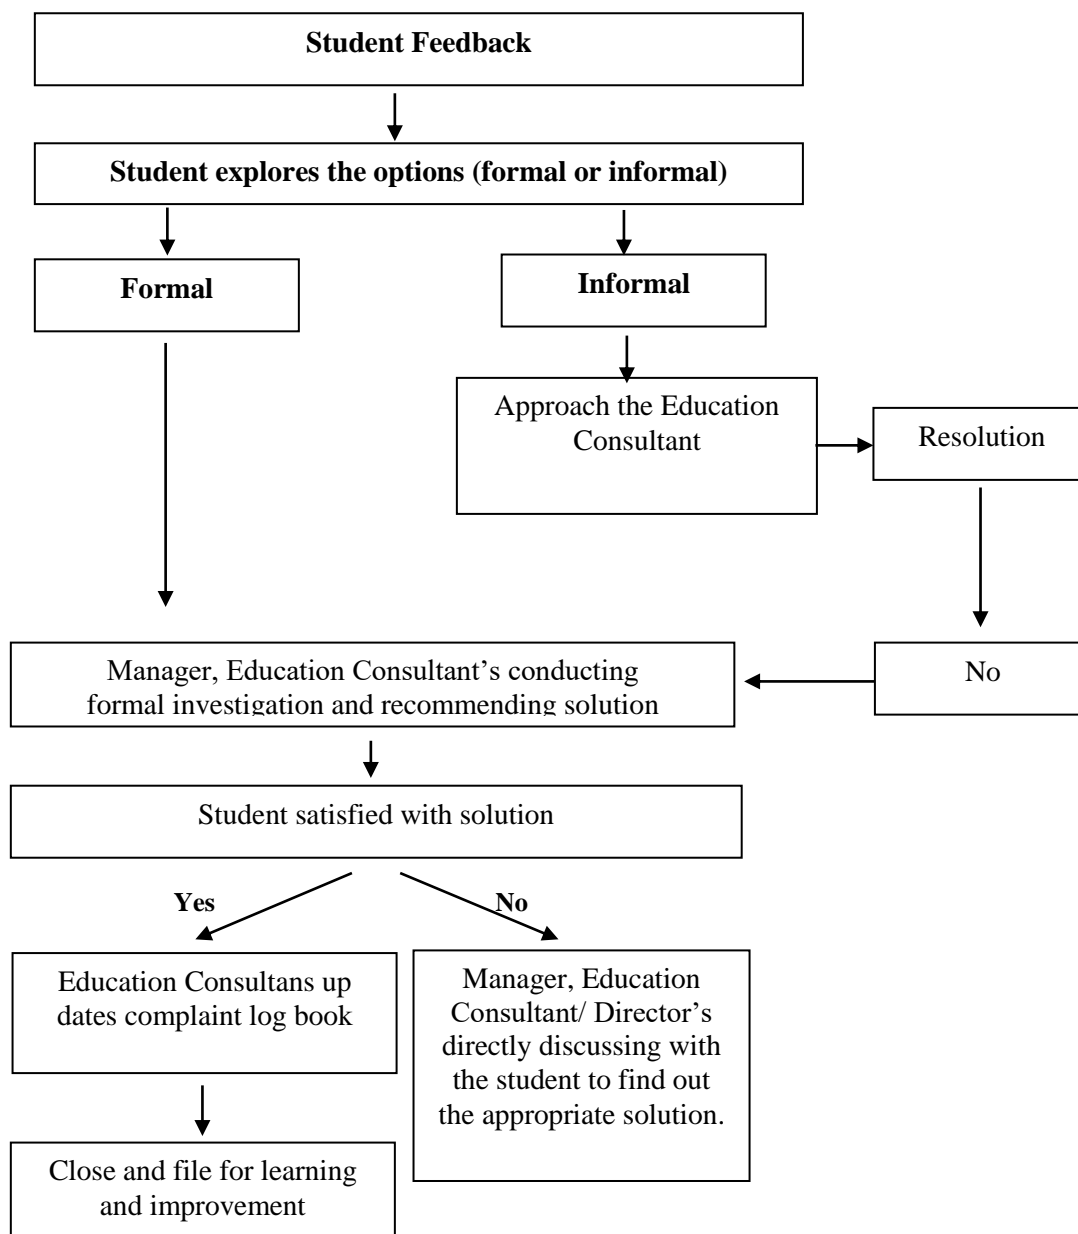 Student Feedback
Student explores the options (formal or informal)
Formal
Informal
Approach the Education
Consultant
Resolution
Manager, Education Consultant’s conducting
formal investigation and recommending solution
No
Student satisfied with solution
Yes
No
Education Consultans up
dates complaint log book
Manager, Education
Consultant/ Director’s
directly discussing with
the student to find out
the appropriate solution.
Close and file for learning
and improvement